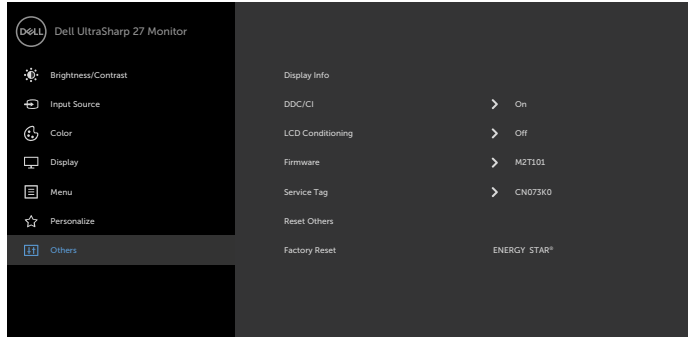 DELL Dell UltraSharp 27 Monitor
Brightness/Contrast
Input Source
Color
Display
Menu
Personalize
Others
Display Info
DDC/CI On
LCD Conditioning Off
Firmware M2T101
Service Tag CN073K0
Reset Others
Factory Reset ENERGY STAR®